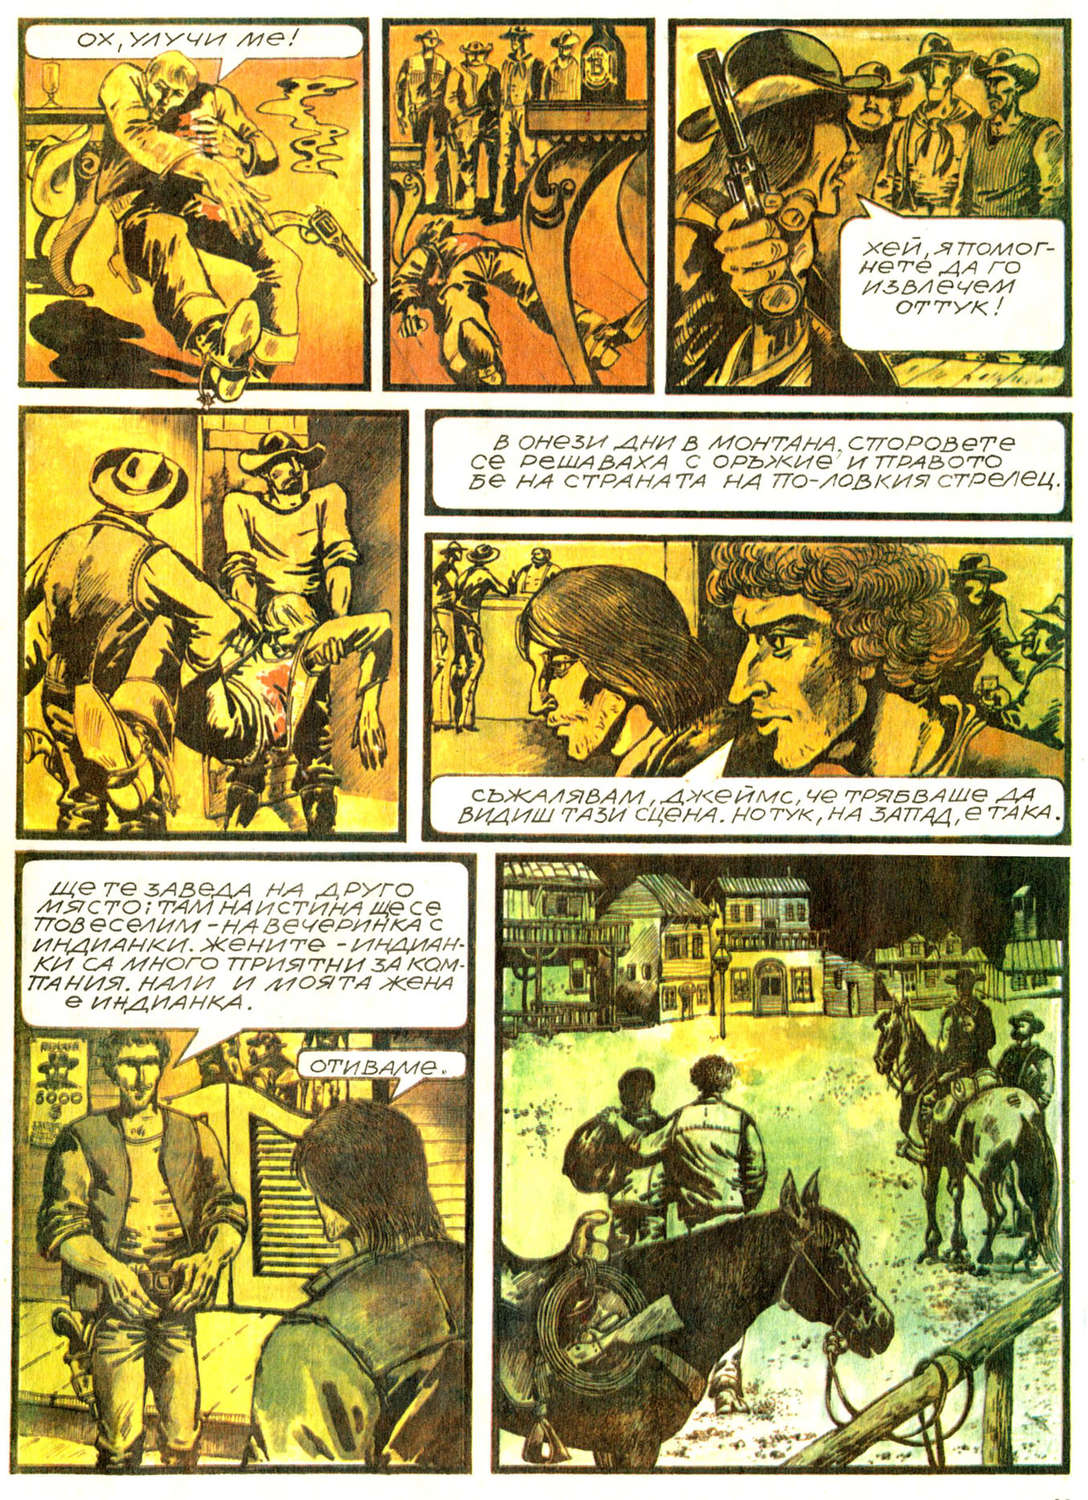 ОХ, УЛУЧИ МЕ!
B
ХЕЙ, Я ПОМОГ-
НЕТЕ ДА ГО
ИЗВЛЕЧЕМ
ОТТУК!
В ОНЕЗИ ДНИ В МОНТАНА, СПОРОВЕТЕ
СЕ РЕШАВАХА С ОРЪЖИЕ И ПРАВОТО
БЕ НА СТРАНАТА НА ПО-ЛОВКИЯ СТРЕЛЕЦ.
СЪЖАЛЯВАМ, ДЖЕЙМС, ЧЕ ТРЯБВАШЕ ДА
ВИДИШ ТАЗИ СЦЕНА. НО ТУК, НА ЗАПАД, Е ТАКА.
ЩЕ ТЕ ЗАВЕДА НА ДРУГО
МЯСТО; ТАМ НАИСТИНА ЩЕ СЕ
ПОВЕСЕЛИМ - НА ВЕЧЕРИНКА С
ИНДИАНКИ. ЖЕНИТЕ - ИНДИАН-
КИ СА МНОГО ПРИЯТНИ ЗА КОМ-
ПАНИЯ. НАЛИ И МОЯТА ЖЕНА
Е ИНДИАНКА.
ОТИВАМЕ.
5000